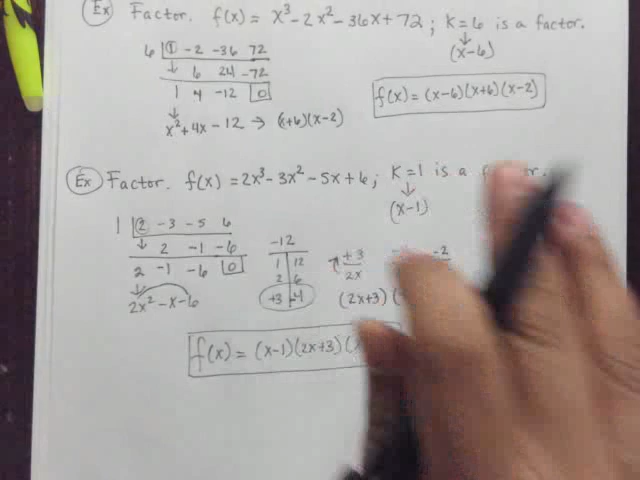 Ex Factor. f(x) = x³ - 2x² - 36x + 72 ; K = 6 is a factor.
↓
(x-6)
6 | 1 -2 -36 72
↓ 6 24 -72
1 4 -12 0
↓
x² + 4x - 12 → (x+6)(x-2)
f(x) = (x-6)(x+6)(x-2)
Ex Factor. f(x) = 2x³ - 3x² - 5x + 6 ; K = 1 is a
↓
(x-1)
1 | 2 -3 -5 6
↓ 2 -1 -6
2 -1 -6 0
↓
2x² - x - 6
-12
1 12
2 6
+3 -4
+3
2x
-2
(2x+3)(
f(x) = (x-1)(2x+3)(